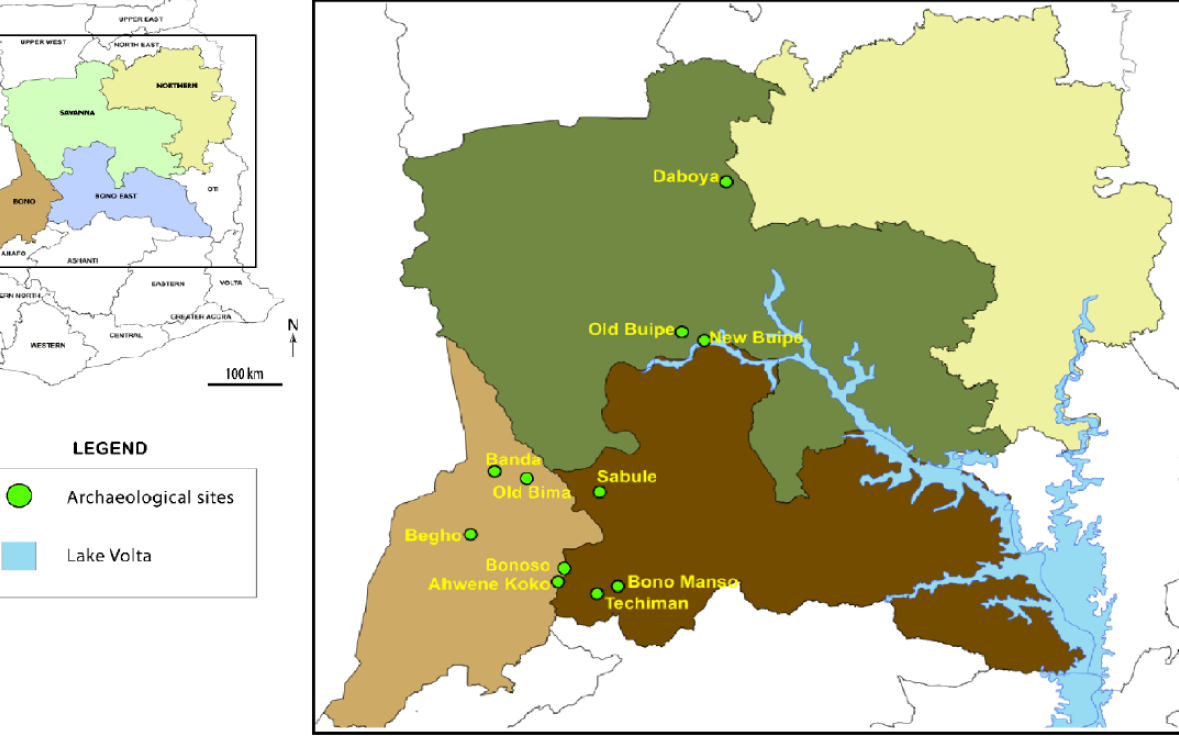 UPPER EAST
UPPER WEST
NORTH EAST
NORTHERN
SAVANNA
OTI
BONO EAST
BONO
AHAFO
ASHANTI
EASTERN
VOLTA
ERN NORTH
GREATER ACCRA
CENTRAL
WESTERN
N
100 km
LEGEND
Archaeological sites
Lake Volta
Daboya
Old Buipe
New Buipe
Banda
Old Bima
Sabule
Begho
Bonoso
Ahwene Koko
Bono Manso
Techiman